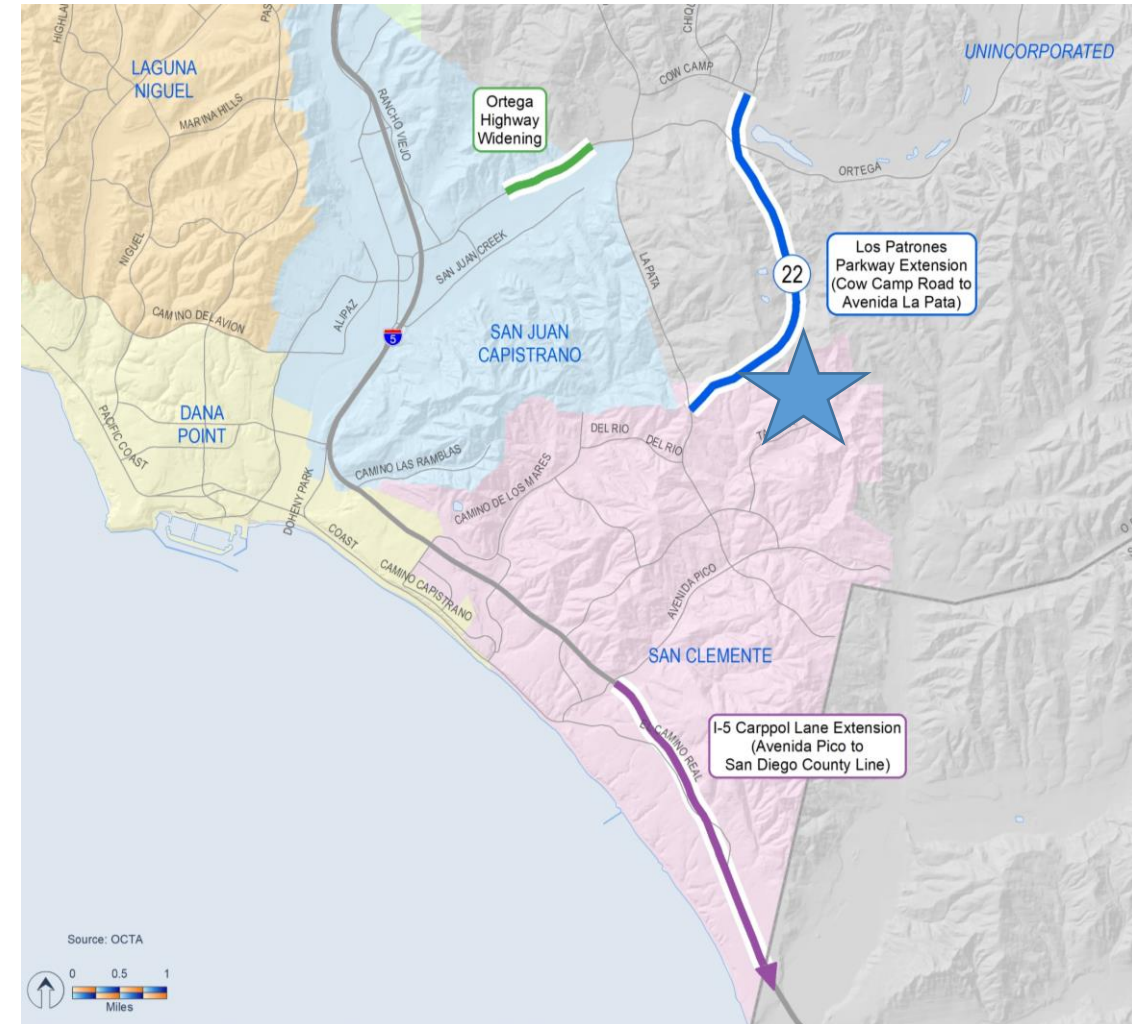 HIGHLA
PAS
CHIQ
UNINCORPORATED
LAGUNA
NIGUEL
COW CAMP
MARINA HILLS
RANCHO VIEJO
Ortega
Highway
Widening
ORTEGA
NIGUEL
SAN JUAN CREEK
LA PATA
Los Patrones
Parkway Extension
(Cow Camp Road to
Avenida La Pata)
22
CAMINO DEL AVION
ALIPAZ
5
SAN JUAN
CAPISTRANO
DANA
POINT
PACIFIC COAST
DEL RIO
DEL RIO
TA
DOHENY PARK
CAMINO LAS RAMBLAS
CAMINO DE LOS MARES
COAST
CAMINO CAPISTRANO
AVENIDA PICO
SAN CLEMENTE
I-5 Carppol Lane Extension
(Avenida Pico to
San Diego County Line)
EL CAMINO REAL
Source: OCTA
0 0.5 1
Miles